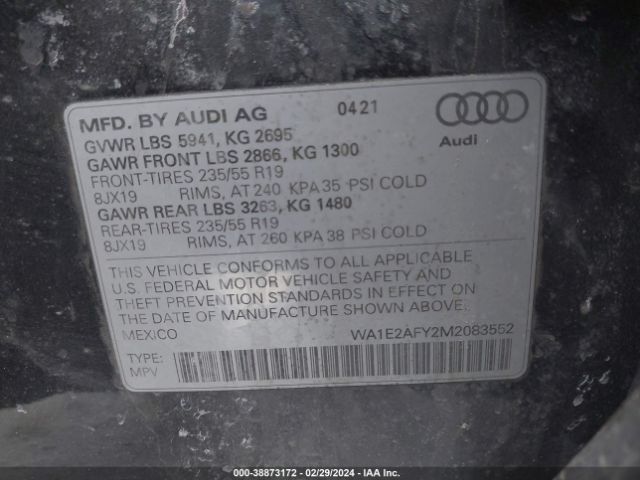 MFD. BY AUDI AG 0421
GVWR LBS 5941, KG 2695
GAWR FRONT LBS 2866, KG 1300
FRONT-TIRES 235/55 R19
8JX19 RIMS, AT 240 KPA 35 PSI COLD
GAWR REAR LBS 3263, KG 1480
REAR-TIRES 235/55 R19
8JX19 RIMS, AT 260 KPA 38 PSI COLD
Audi
THIS VEHICLE CONFORMS TO ALL APPLICABLE
U.S. FEDERAL MOTOR VEHICLE SAFETY AND
THEFT PREVENTION STANDARDS IN EFFECT ON
THE DATE OF MANUFACTURE SHOWN ABOVE.
MEXICO WA1E2AFY2M2083552
TYPE:
MPV
000-38873172 - 02/29/2024 - IAA Inc.